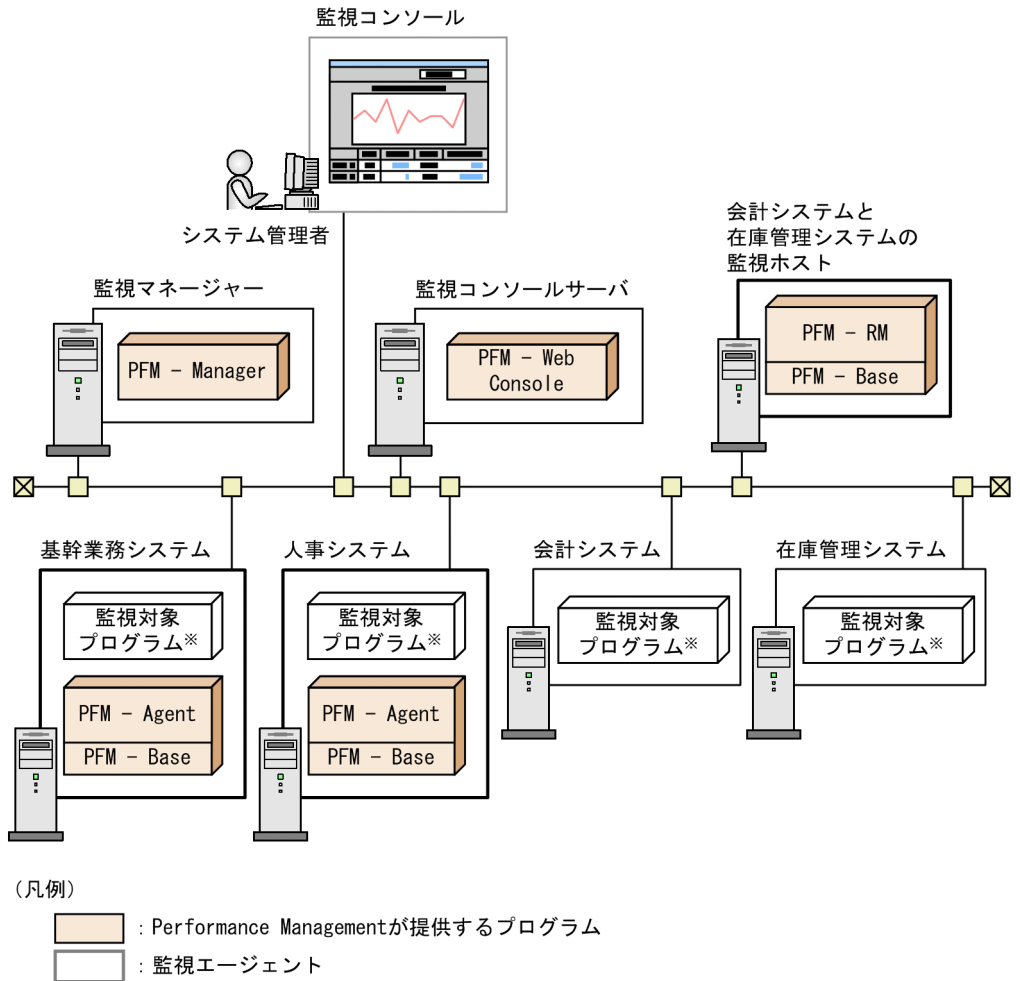 監視コンソール
システム管理者
会計システムと
在庫管理システムの
監視ホスト
監視マネージャー
監視コンソールサーバ
PFM － Manager
PFM － Web
Console
PFM － RM
PFM － Base
基幹業務システム
人事システム
会計システム
在庫管理システム
監視対象
プログラム※
監視対象
プログラム※
監視対象
プログラム※
監視対象
プログラム※
PFM － Agent
PFM － Base
PFM － Agent
PFM － Base
（凡例）
：Performance Managementが提供するプログラム
：監視エージェント